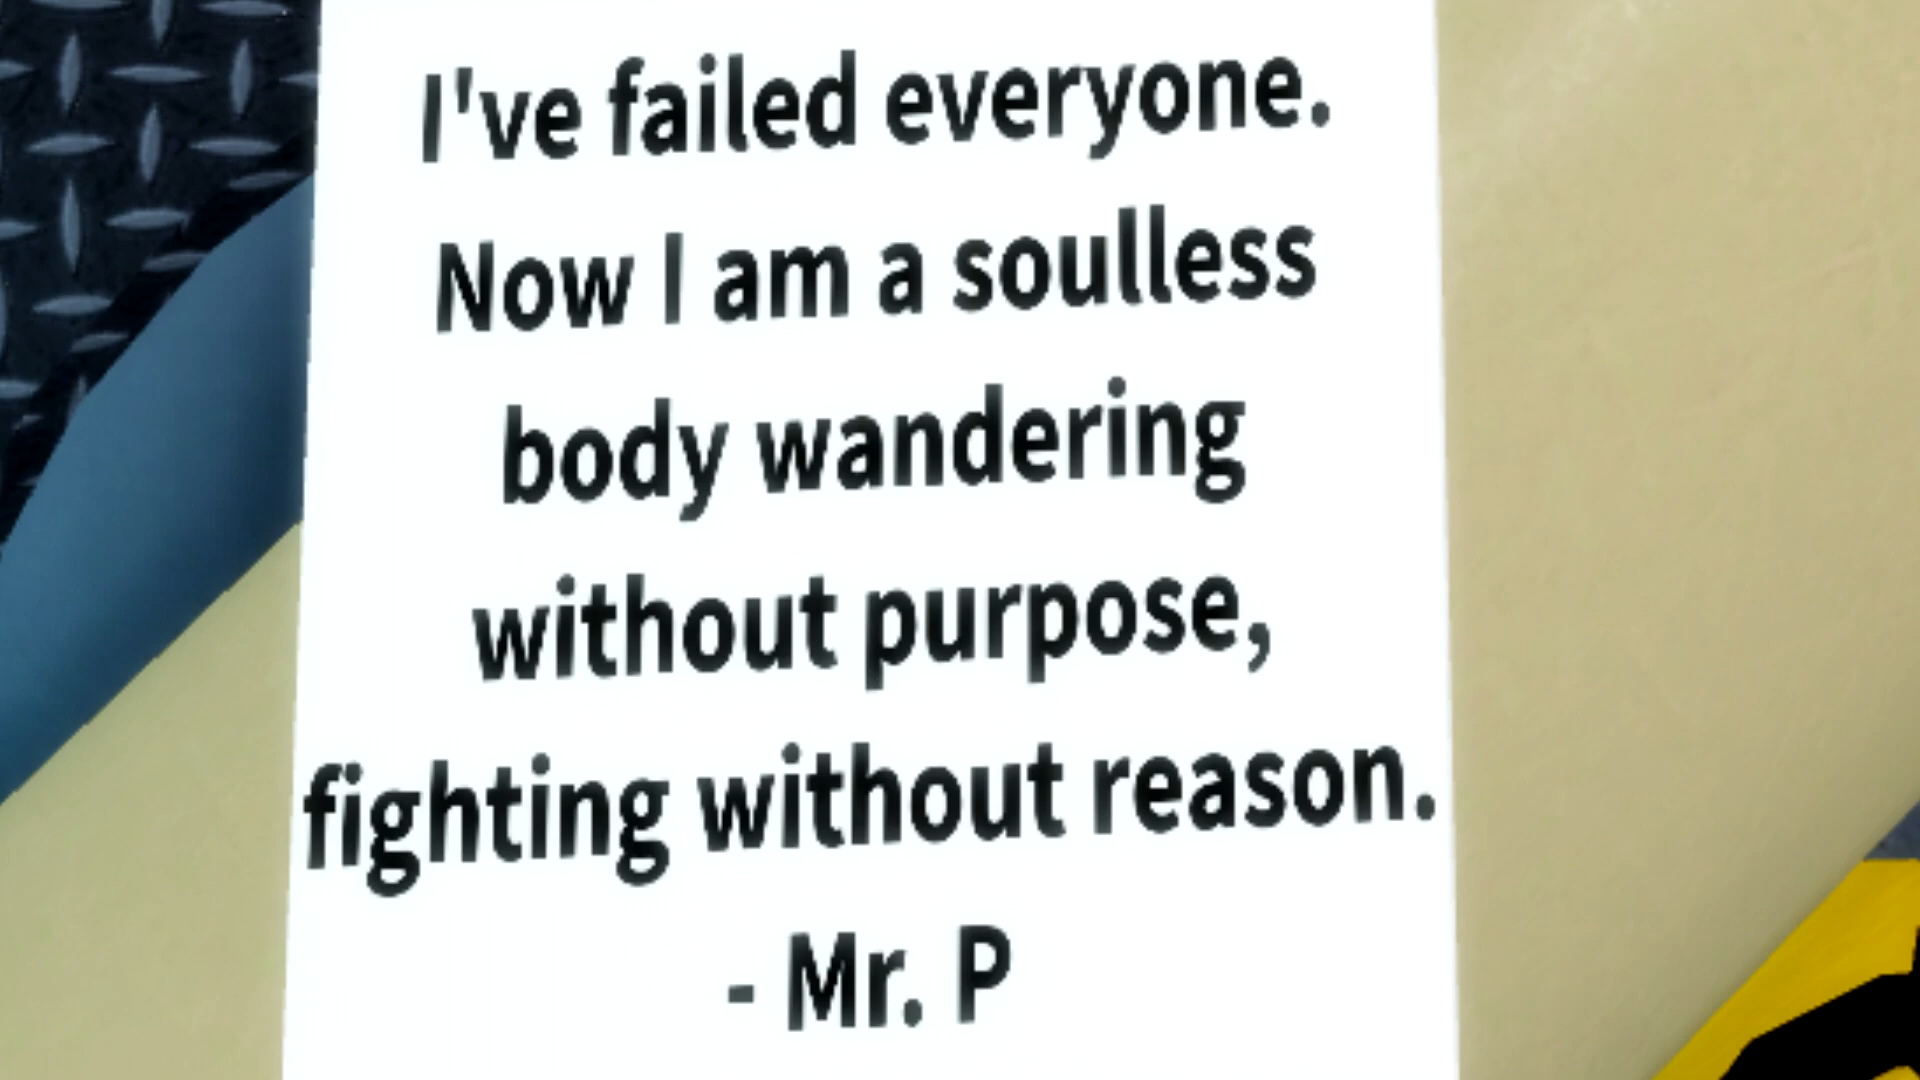 I've failed everyone.
Now I am a soulless
body wandering
without purpose,
fighting without reason.
- Mr. P